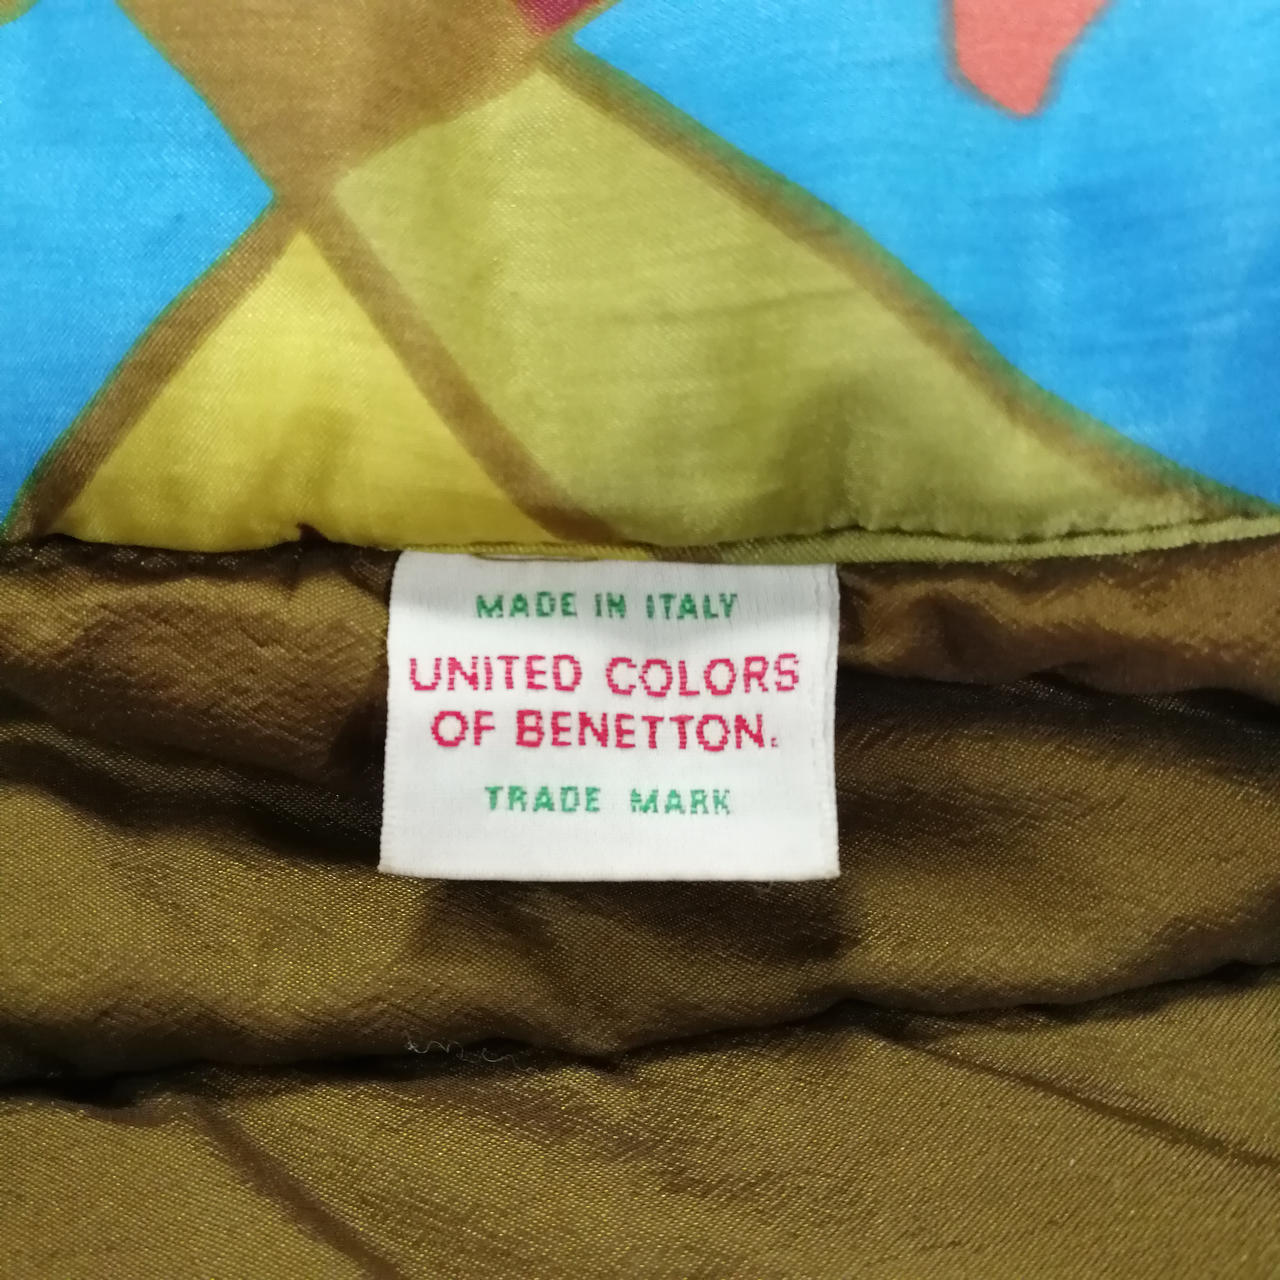 MADE IN ITALY
UNITED COLORS
OF BENETTON.
TRADE MARK